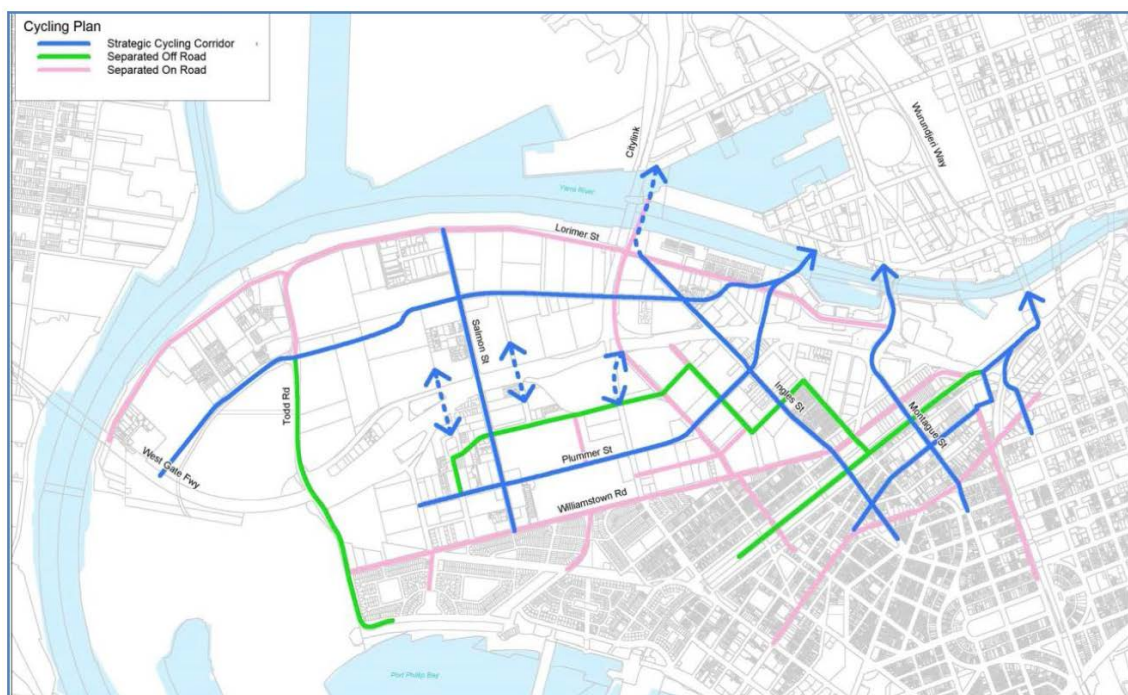 Cycling Plan
Strategic Cycling Corridor
Separated Off Road
Separated On Road
Citylink
Wurundjeri Way
Yarra River
Lorimer St
Salmon St
Todd Rd
Ingles St
Montague St
Plummer St
West Gate Fwy
Williamstown Rd
Port Phillip Bay